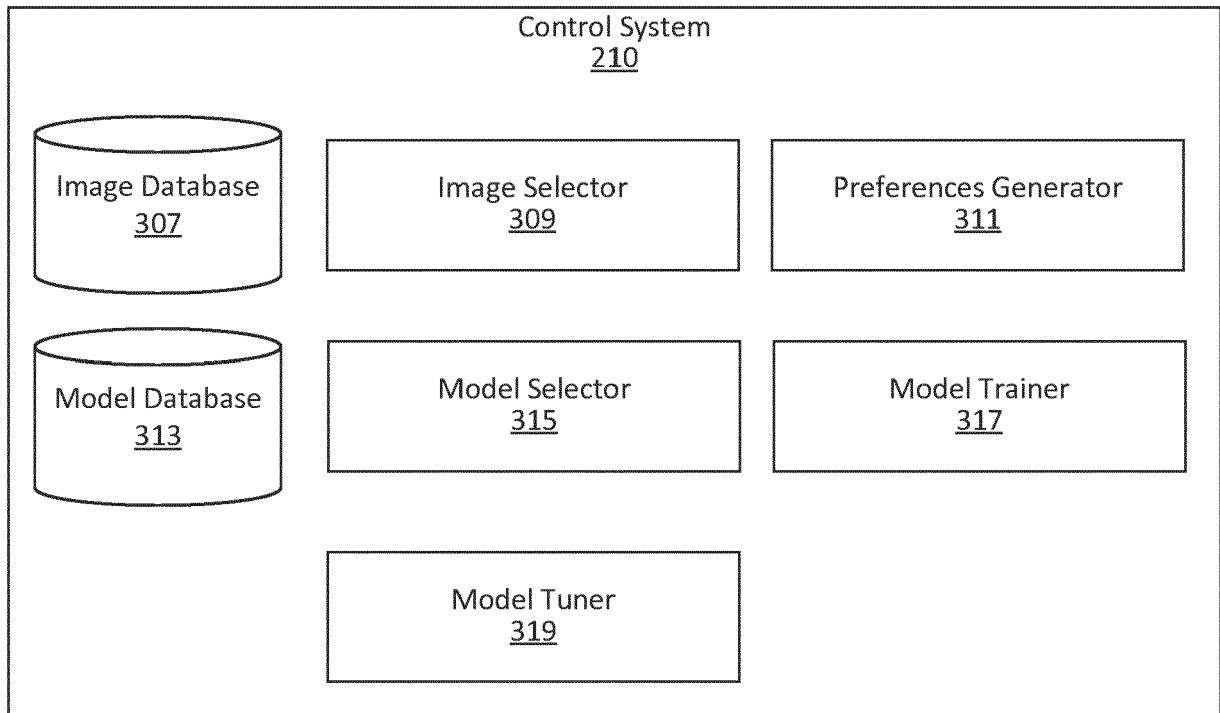 Control System
210
Image Database
307
Image Selector
309
Preferences Generator
311
Model Database
313
Model Selector
315
Model Trainer
317
Model Tuner
319